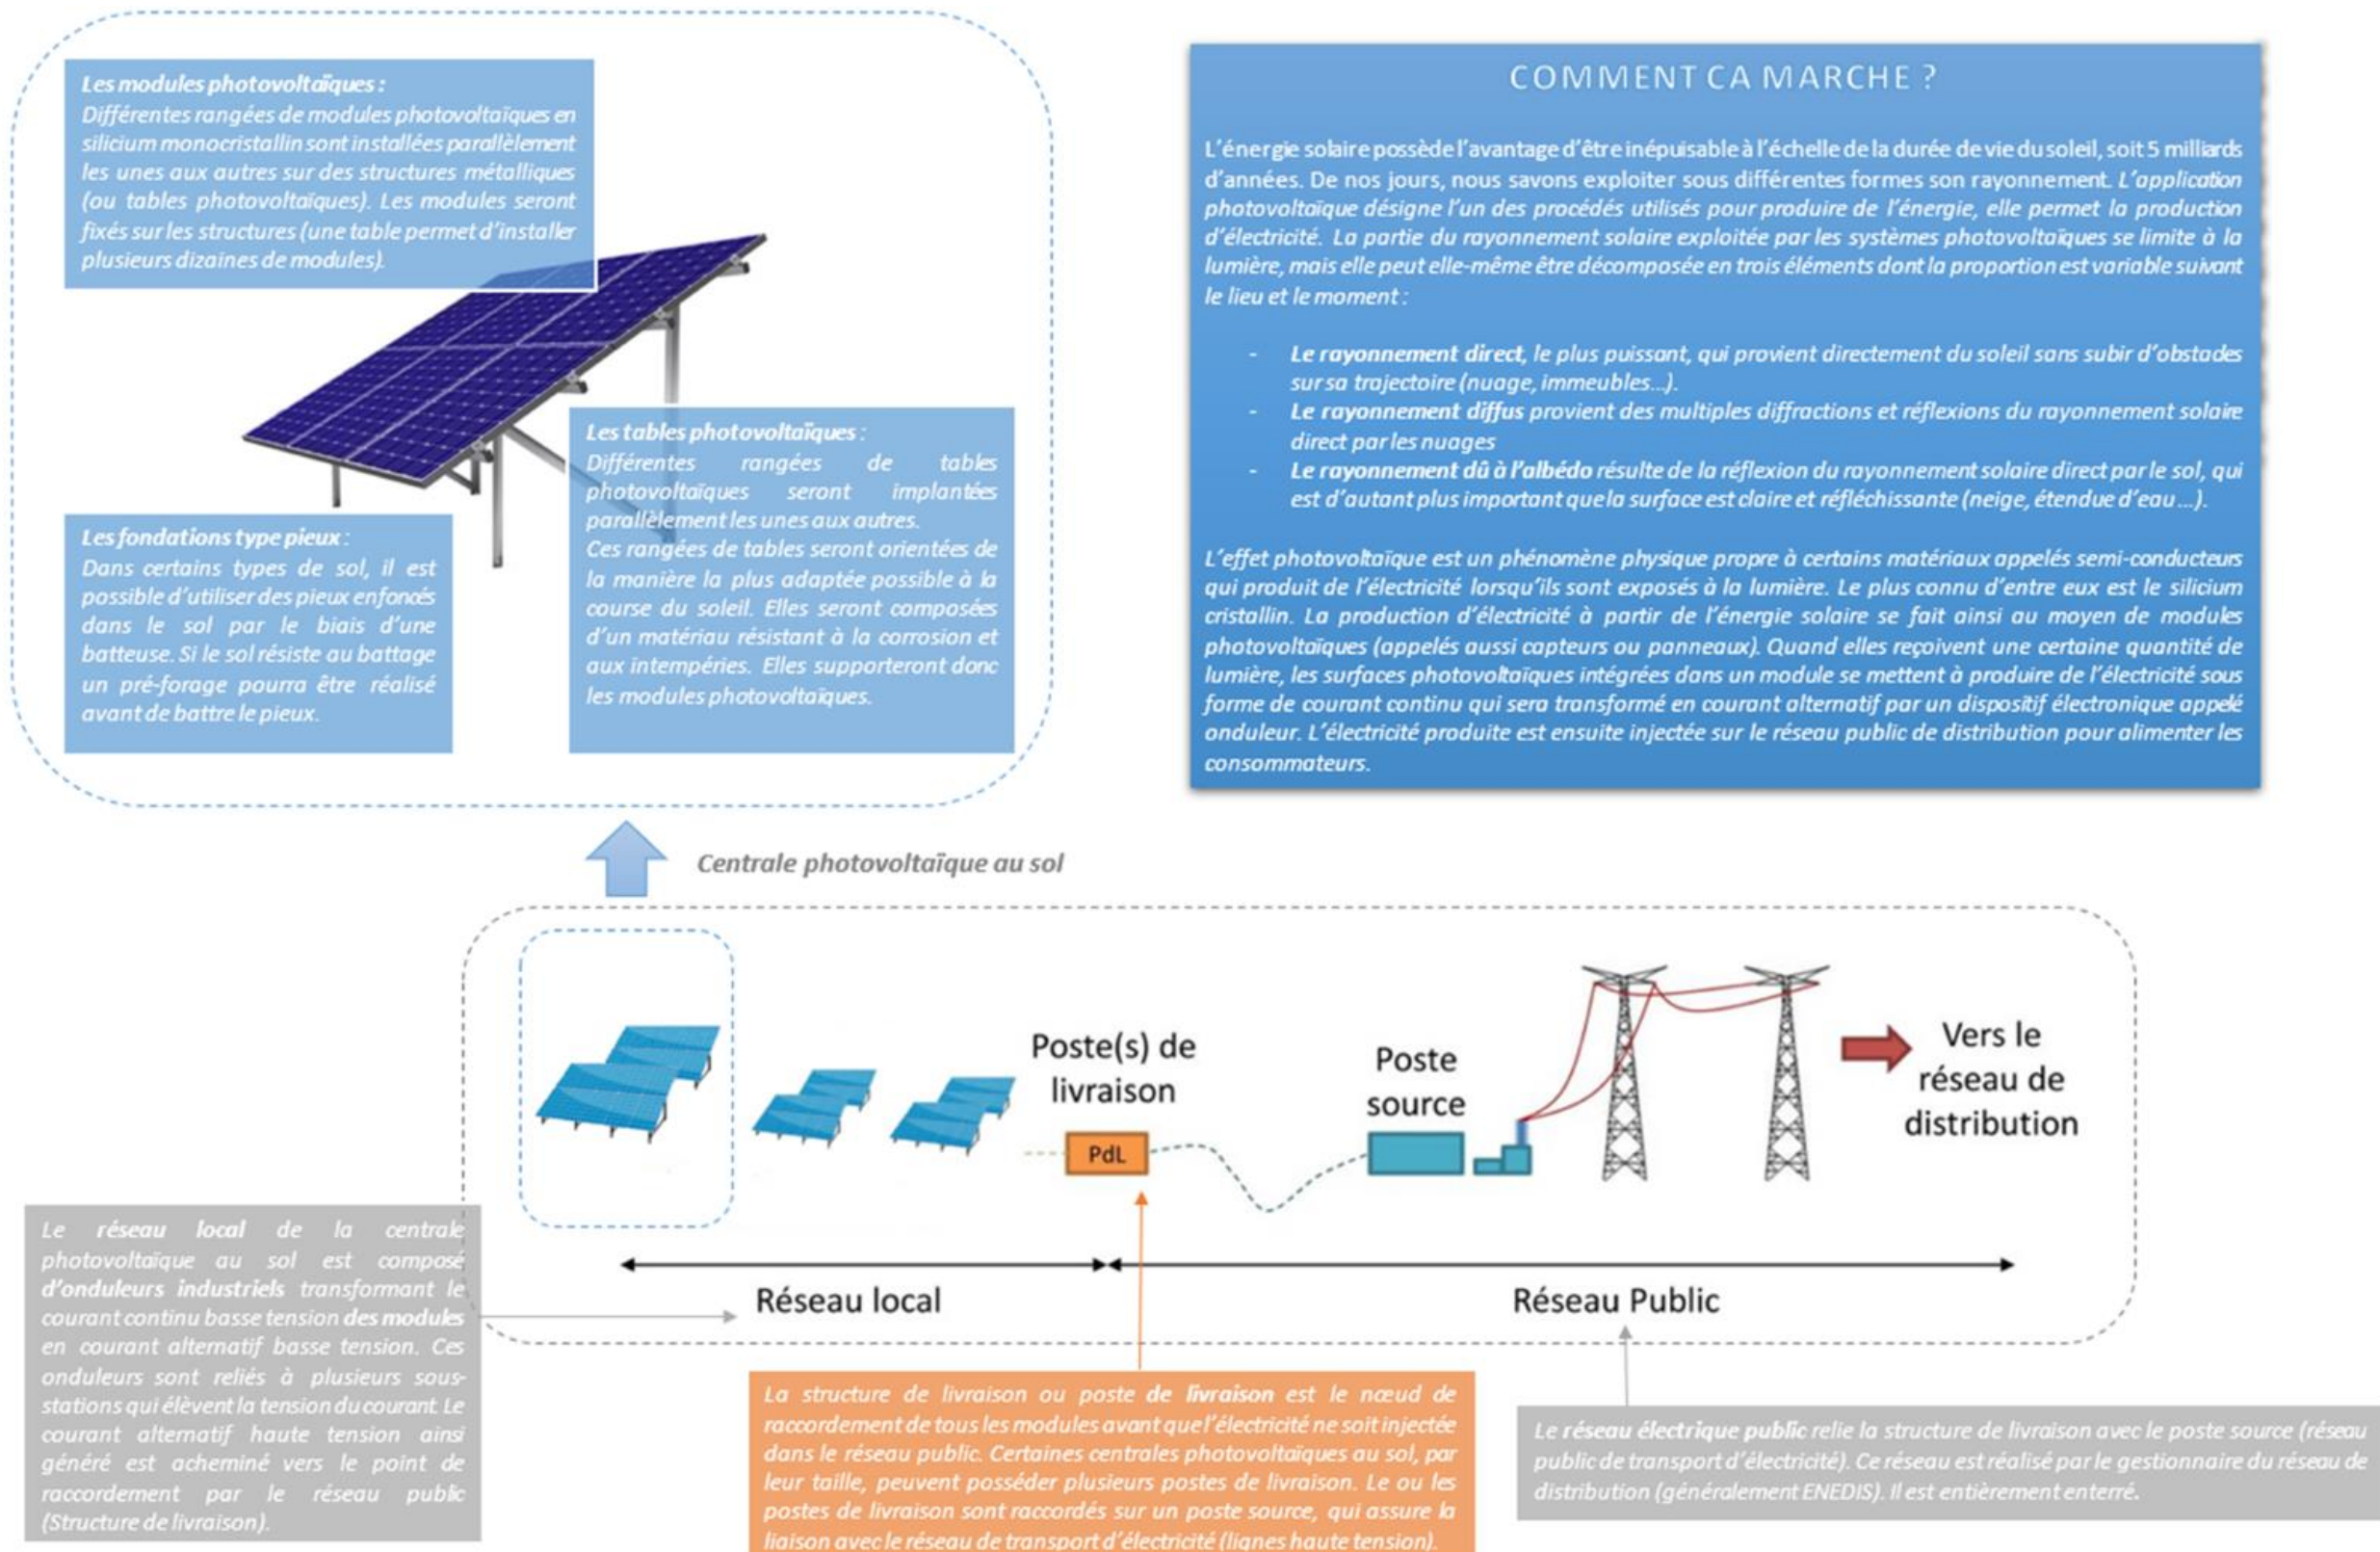 Les modules photovoltaïques :
Différentes rangées de modules photovoltaïques en
silicium monocristallin sont installées parallèlement
les unes aux autres sur des structures métalliques
(ou tables photovoltaïques). Les modules seront
fixés sur les structures (une table permet d'installer
plusieurs dizaines de modules).
Les tables photovoltaïques :
Différentes rangées de tables
photovoltaïques seront implantées
parallèlement les unes aux autres.
Ces rangées de tables seront orientées de
la manière la plus adaptée possible à la
course du soleil. Elles seront composées
d'un matériau résistant à la corrosion et
aux intempéries. Elles supporteront donc
les modules photovoltaïques.
Les fondations type pieux :
Dans certains types de sol, il est
possible d'utiliser des pieux enfoncés
dans le sol par le biais d'une
batteuse. Si le sol résiste au battage
un pré-forage pourra être réalisé
avant de battre le pieux.
COMMENT CA MARCHE ?
L'énergie solaire possède l'avantage d'être inépuisable à l'échelle de la durée de vie du soleil, soit 5 milliards
d'années. De nos jours, nous savons exploiter sous différentes formes son rayonnement. L'application
photovoltaïque désigne l'un des procédés utilisés pour produire de l'énergie, elle permet la production
d'électricité. La partie du rayonnement solaire exploitée par les systèmes photovoltaïques se limite à la
lumière, mais elle peut elle-même être décomposée en trois éléments dont la proportion est variable suivant
le lieu et le moment :
- Le rayonnement direct, le plus puissant, qui provient directement du soleil sans subir d'obstacles
sur sa trajectoire (nuage, immeubles...).
- Le rayonnement diffus provient des multiples diffractions et réflexions du rayonnement solaire
direct par les nuages
- Le rayonnement dû à l'albédo résulte de la réflexion du rayonnement solaire direct par le sol, qui
est d'autant plus important que la surface est claire et réfléchissante (neige, étendue d'eau ...).
L'effet photovoltaïque est un phénomène physique propre à certains matériaux appelés semi-conducteurs
qui produit de l'électricité lorsqu'ils sont exposés à la lumière. Le plus connu d'entre eux est le silicium
cristallin. La production d'électricité à partir de l'énergie solaire se fait ainsi au moyen de modules
photovoltaïques (appelés aussi capteurs ou panneaux). Quand elles reçoivent une certaine quantité de
lumière, les surfaces photovoltaïques intégrées dans un module se mettent à produire de l'électricité sous
forme de courant continu qui sera transformé en courant alternatif par un dispositif électronique appelé
onduleur. L'électricité produite est ensuite injectée sur le réseau public de distribution pour alimenter les
consommateurs.
Centrale photovoltaïque au sol
Poste(s) de
livraison
PdL
Poste
source
Vers le
réseau de
distribution
Réseau local
Réseau Public
Le réseau local de la centrale
photovoltaïque au sol est composé
d'onduleurs industriels transformant le
courant continu basse tension des modules
en courant alternatif basse tension. Ces
onduleurs sont reliés à plusieurs sous-
stations qui élèvent la tension du courant. Le
courant alternatif haute tension ainsi
généré est acheminé vers le point de
raccordement par le réseau public
(Structure de livraison).
La structure de livraison ou poste de livraison est le nœud de
raccordement de tous les modules avant que l'électricité ne soit injectée
dans le réseau public. Certaines centrales photovoltaïques au sol, par
leur taille, peuvent posséder plusieurs postes de livraison. Le ou les
postes de livraison sont raccordés sur un poste source, qui assure la
liaison avec le réseau de transport d'électricité (lignes haute tension).
Le réseau électrique public relie la structure de livraison avec le poste source (réseau
public de transport d'électricité). Ce réseau est réalisé par le gestionnaire du réseau de
distribution (généralement ENEDIS). Il est entièrement enterré.